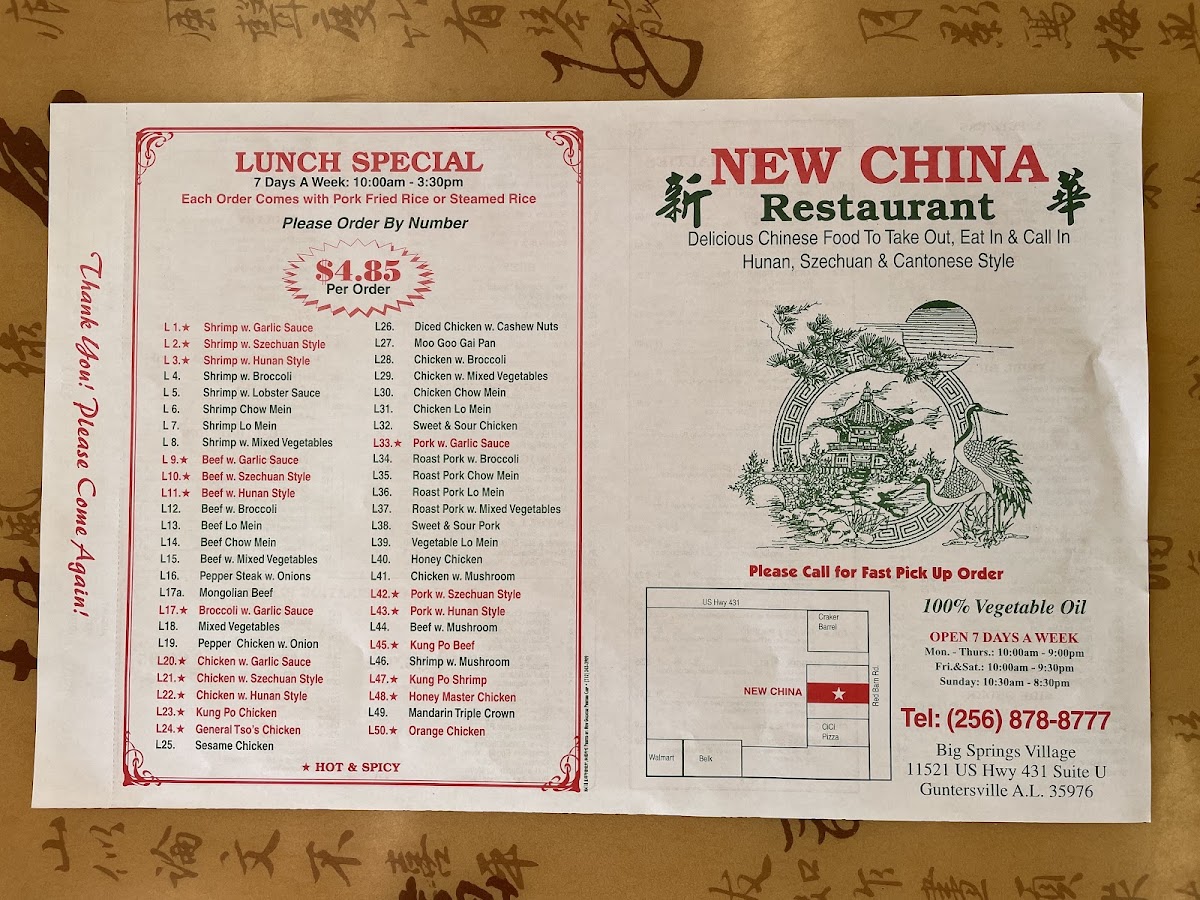 Thank You! Please Come Again!
LUNCH SPECIAL
7 Days A Week: 10:00am - 3:30pm
Each Order Comes with Pork Fried Rice or Steamed Rice
Please Order By Number
$4.85
Per Order
L 1.★ Shrimp w. Garlic Sauce
L 2.★ Shrimp w. Szechuan Style
L 3.★ Shrimp w. Hunan Style
L 4. Shrimp w. Broccoli
L 5. Shrimp w. Lobster Sauce
L 6. Shrimp Chow Mein
L 7. Shrimp Lo Mein
L 8. Shrimp w. Mixed Vegetables
L 9.★ Beef w. Garlic Sauce
L10.★ Beef w. Szechuan Style
L11.★ Beef w. Hunan Style
L12. Beef w. Broccoli
L13. Beef Lo Mein
L14. Beef Chow Mein
L15. Beef w. Mixed Vegetables
L16. Pepper Steak w. Onions
L17a. Mongolian Beef
L17.★ Broccoli w. Garlic Sauce
L18. Mixed Vegetables
L19. Pepper Chicken w. Onion
L20.★ Chicken w. Garlic Sauce
L21.★ Chicken w. Szechuan Style
L22.★ Chicken w. Hunan Style
L23.★ Kung Po Chicken
L24.★ General Tso's Chicken
L25. Sesame Chicken
L26. Diced Chicken w. Cashew Nuts
L27. Moo Goo Gai Pan
L28. Chicken w. Broccoli
L29. Chicken w. Mixed Vegetables
L30. Chicken Chow Mein
L31. Chicken Lo Mein
L32. Sweet & Sour Chicken
L33.★ Pork w. Garlic Sauce
L34. Roast Pork w. Broccoli
L35. Roast Pork Chow Mein
L36. Roast Pork Lo Mein
L37. Roast Pork w. Mixed Vegetables
L38. Sweet & Sour Pork
L39. Vegetable Lo Mein
L40. Honey Chicken
L41. Chicken w. Mushroom
L42.★ Pork w. Szechuan Style
L43.★ Pork w. Hunan Style
L44. Beef w. Mushroom
L45.★ Kung Po Beef
L46. Shrimp w. Mushroom
L47.★ Kung Po Shrimp
L48.★ Honey Master Chicken
L49. Mandarin Triple Crown
L50.★ Orange Chicken
★ HOT & SPICY
NEW CHINA
新 Restaurant 華
Delicious Chinese Food To Take Out, Eat In & Call In
Hunan, Szechuan & Cantonese Style
Please Call for Fast Pick Up Order
US Hwy 431
Craker
Barrel
NEW CHINA
Red Barn Rd.
CiCi
Pizza
Walmart
Belk
100% Vegetable Oil
OPEN 7 DAYS A WEEK
Mon. - Thurs.: 10:00am - 9:00pm
Fri.&Sat.: 10:00am - 9:30pm
Sunday: 10:30am - 8:30pm
Tel: (256) 878-8777
Big Springs Village
11521 US Hwy 431 Suite U
Guntersville A.L. 35976